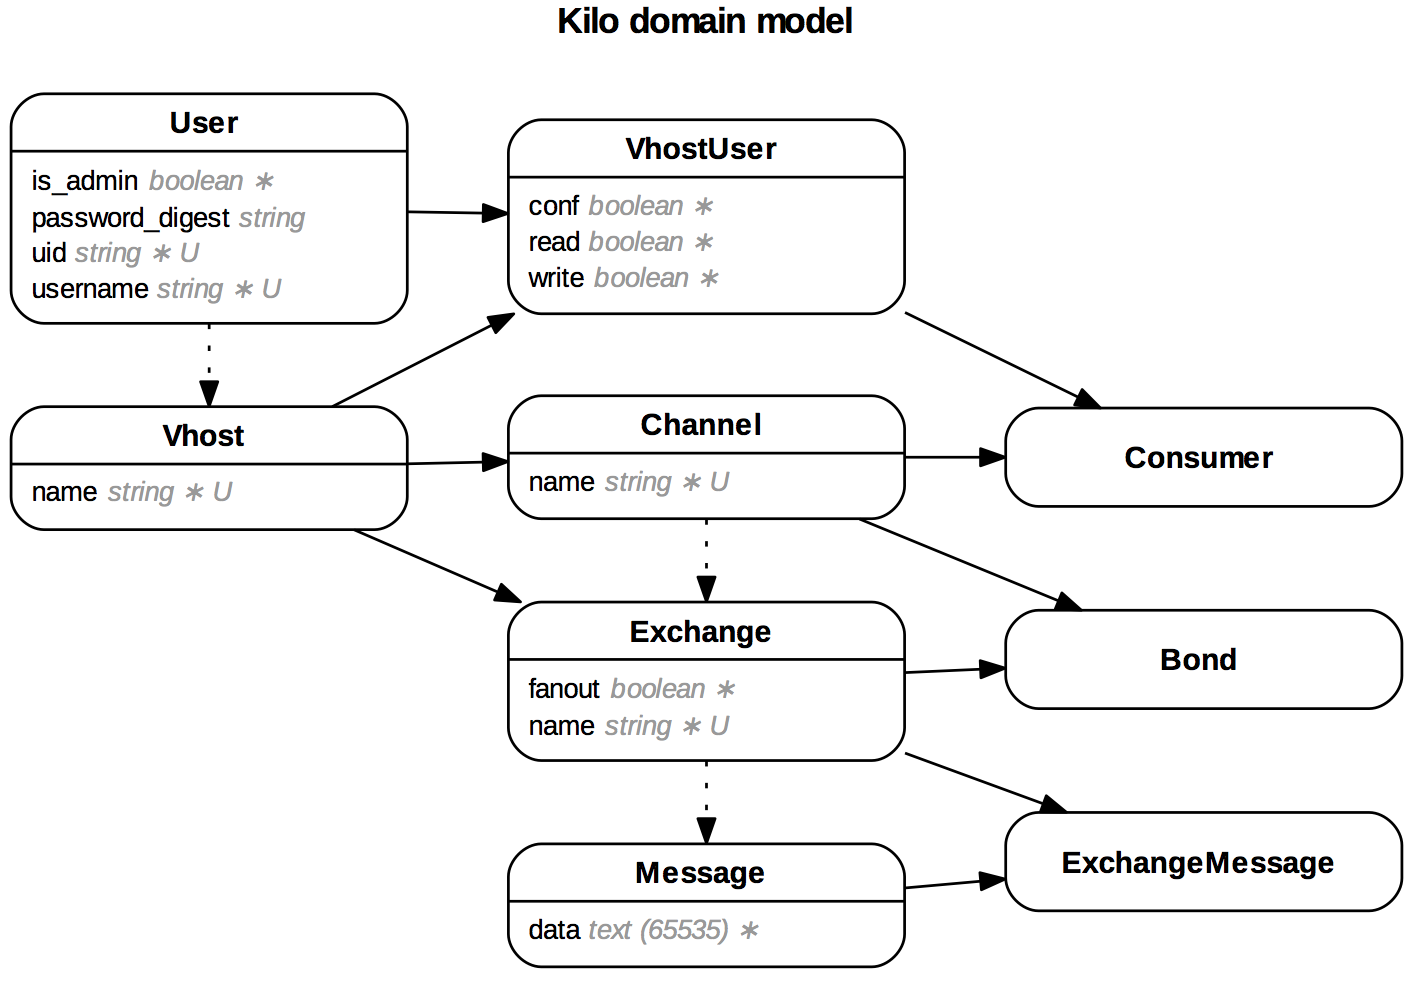 Kilo domain model
User
is_admin boolean ∗
password_digest string
uid string ∗ U
username string ∗ U
VhostUser
conf boolean ∗
read boolean ∗
write boolean ∗
Vhost
name string ∗ U
Channel
name string ∗ U
Consumer
Exchange
fanout boolean ∗
name string ∗ U
Bond
Message
data text (65535) ∗
ExchangeMessage